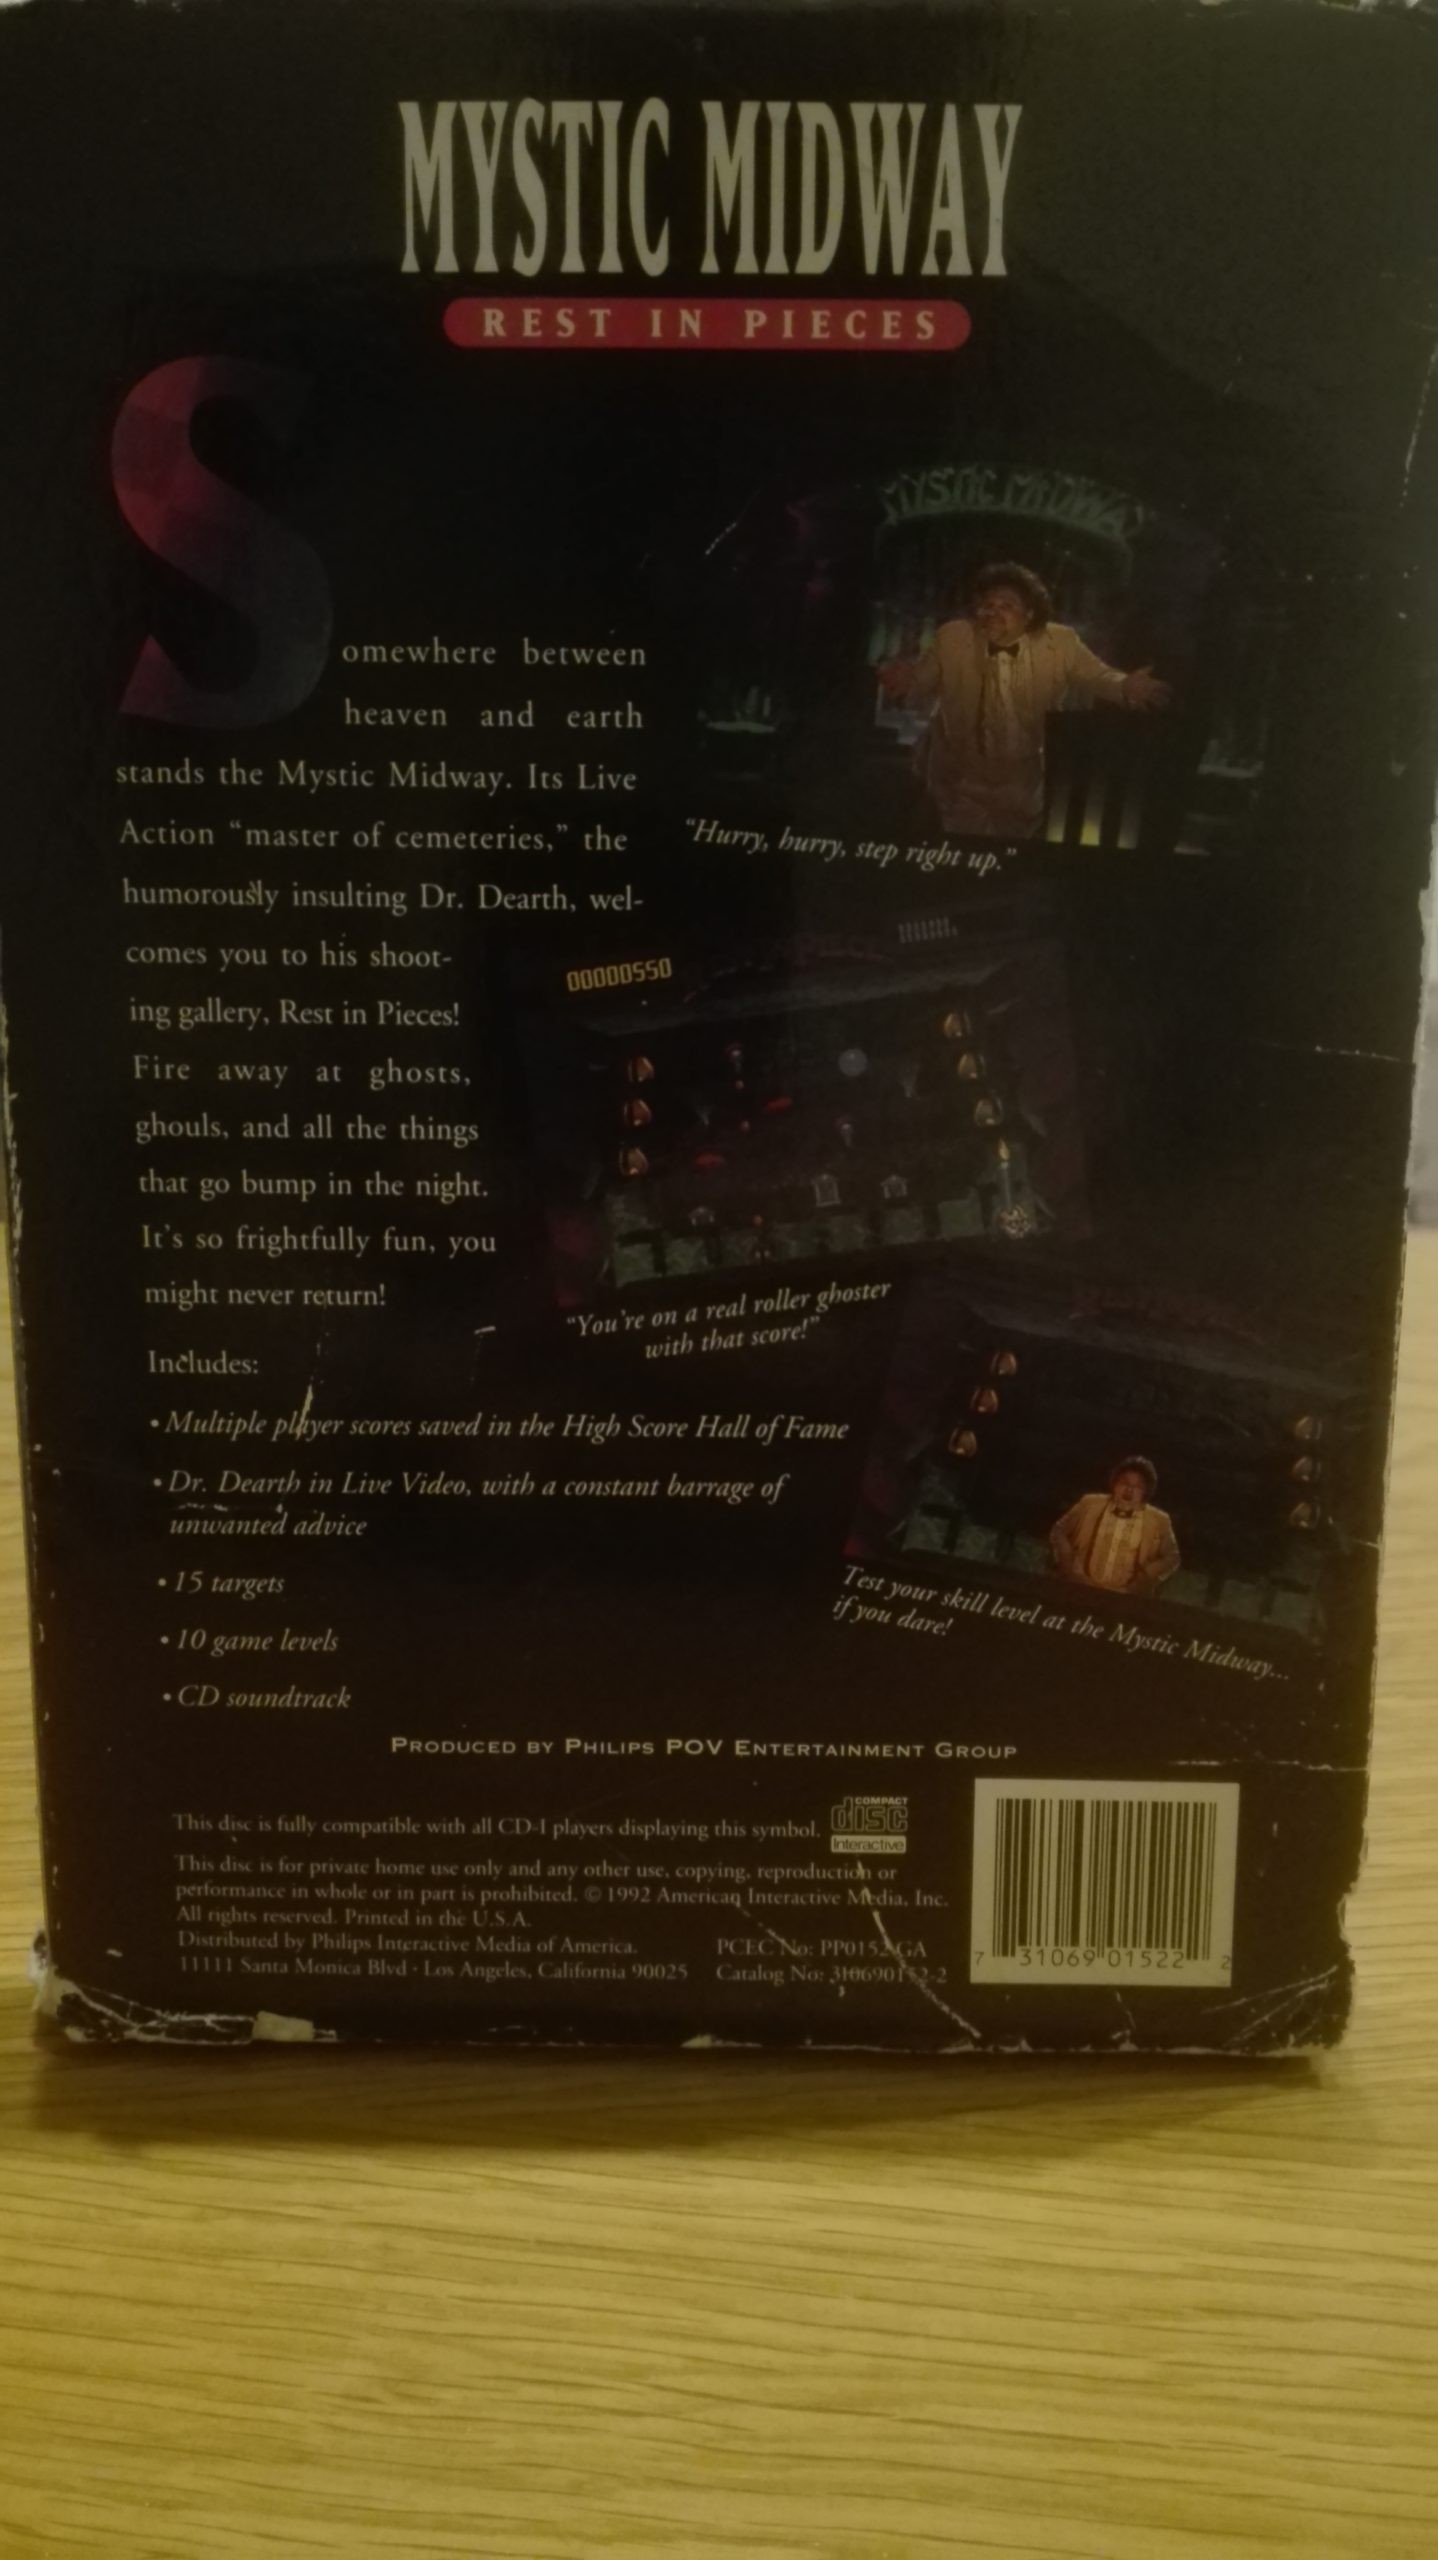 MYSTIC MIDWAY
REST IN PIECES
MYSTIC MIDWAY
Somewhere between
heaven and earth
stands the Mystic Midway. Its Live
Action “master of cemeteries,” the
humorously insulting Dr. Dearth, wel-
comes you to his shoot-
ing gallery, Rest in Pieces!
Fire away at ghosts,
ghouls, and all the things
that go bump in the night.
It's so frightfully fun, you
might never return!
“Hurry, hurry, step right up.”
00000550
“You're on a real roller ghoster
with that score!”
Includes:
• Multiple player scores saved in the High Score Hall of Fame
• Dr. Dearth in Live Video, with a constant barrage of
unwanted advice
• 15 targets
• 10 game levels
• CD soundtrack
Test your skill level at the Mystic Midway...
if you dare!
PRODUCED BY PHILIPS POV ENTERTAINMENT GROUP
This disc is fully compatible with all CD-I players displaying this symbol.
COMPACT
disc
Interactive
This disc is for private home use only and any other use, copying, reproduction or
performance in whole or in part is prohibited. © 1992 American Interactive Media, Inc.
All rights reserved. Printed in the U.S.A.
Distributed by Philips Interactive Media of America.
11111 Santa Monica Blvd · Los Angeles, California 90025
PCEC No: PP0152GA
Catalog No: 310690152-2
7 31069 01522 2